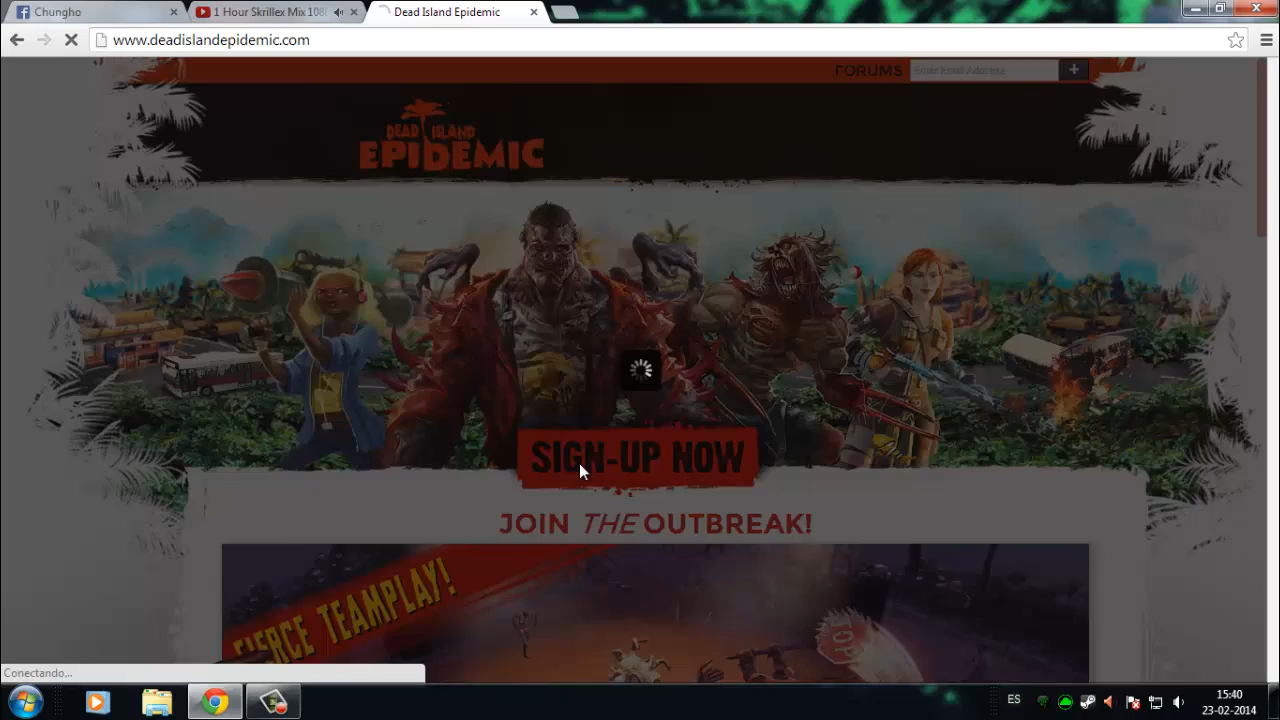 Chungho
1 Hour Skrillex Mix 108
Dead Island Epidemic
www.deadislandepidemic.com
FORUMS
Enter Email Address
+
DEAD ISLAND
EPIDEMIC
SIGN-UP NOW
JOIN THE OUTBREAK!
FIERCE TEAMPLAY!
TOP
Conectando...
ES
15:40
23-02-2014